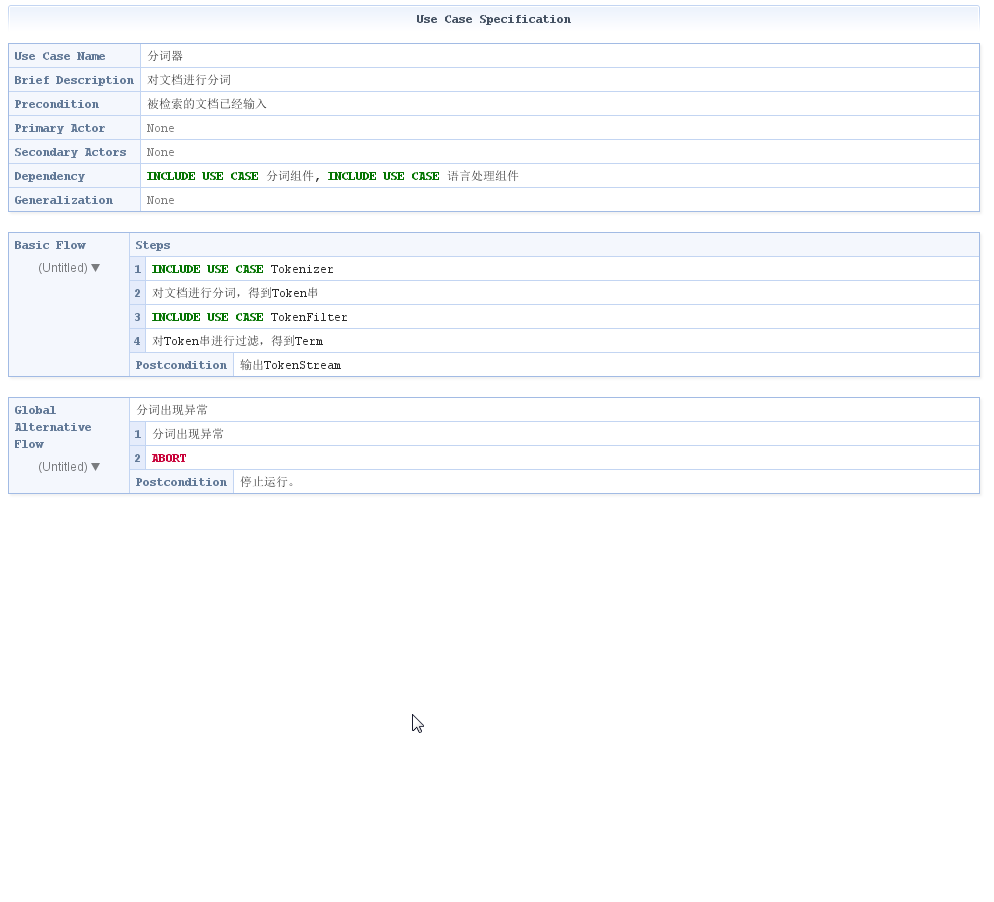 Use Case Specification
Use Case Name 分词器
Brief Description 对文档进行分词
Precondition 被检索的文档已经输入
Primary Actor None
Secondary Actors None
Dependency INCLUDE USE CASE 分词组件, INCLUDE USE CASE 语言处理组件
Generalization None
Basic Flow Steps
(Untitled) ▼
1 INCLUDE USE CASE Tokenizer
2 对文档进行分词，得到Token串
3 INCLUDE USE CASE TokenFilter
4 对Token串进行过滤，得到Term
Postcondition 输出TokenStream
Global
Alternative
Flow
(Untitled) ▼
分词出现异常
1 分词出现异常
2 ABORT
Postcondition 停止运行。